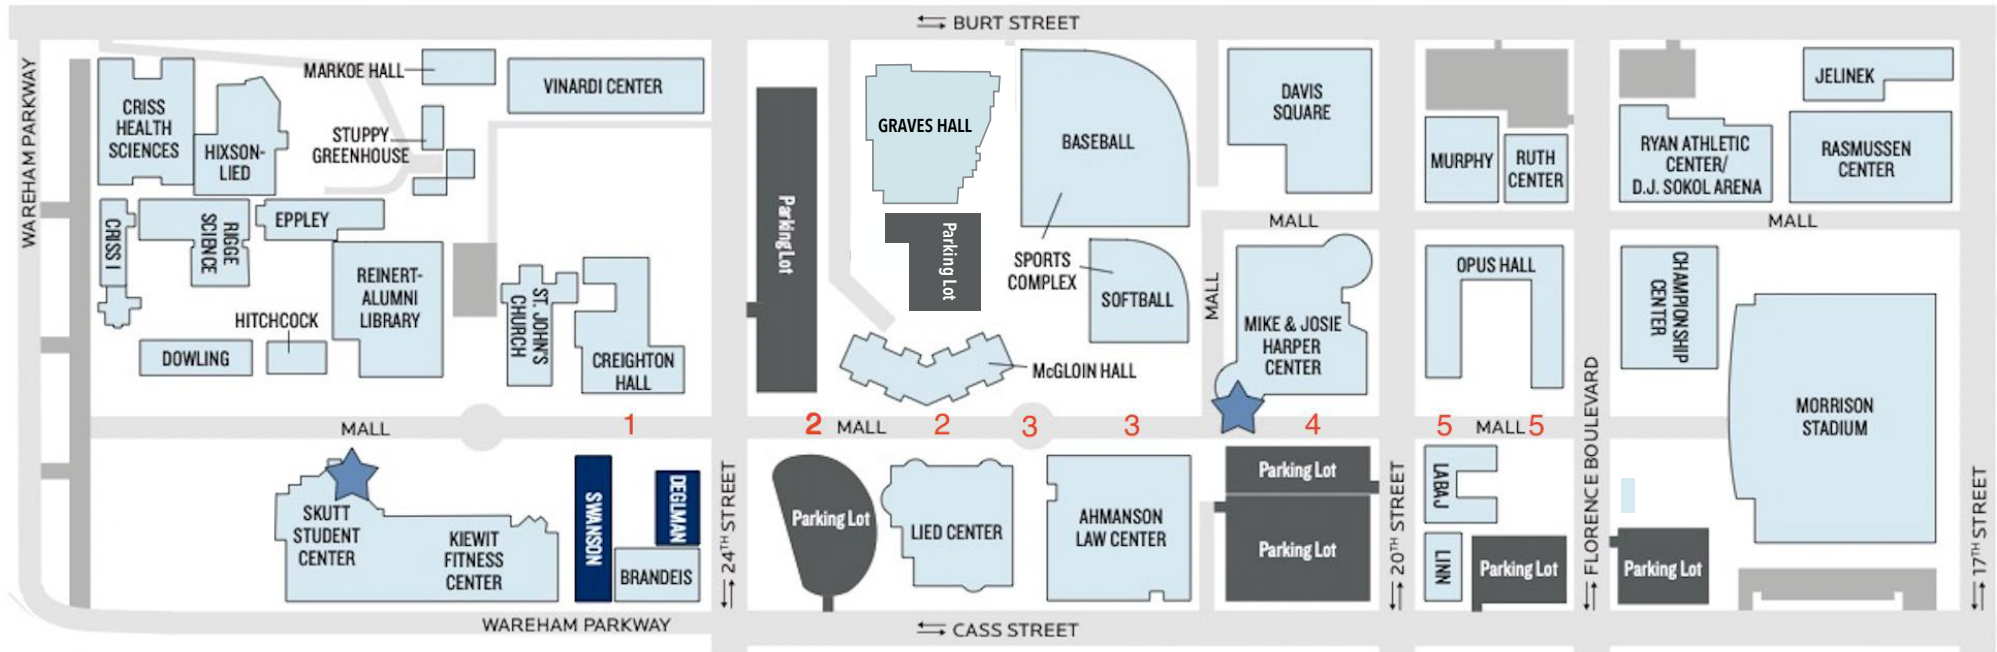 ⇆ BURT STREET
WAREHAM PARKWAY
MARKOE HALL
VINARDI CENTER
CRISS
HEALTH
SCIENCES
HIXSON-
LIED
STUPPY
GREENHOUSE
CRISS I
RIGGE
SCIENCE
EPPLEY
REINERT-
ALUMNI
LIBRARY
HITCHCOCK
DOWLING
ST. JOHN'S
CHURCH
CREIGHTON
HALL
Parking Lot
GRAVES HALL
Parking Lot
BASEBALL
SPORTS
COMPLEX
SOFTBALL
McGLOIN HALL
DAVIS
SQUARE
MALL
MALL
MIKE & JOSIE
HARPER
CENTER
MURPHY
RUTH
CENTER
OPUS HALL
RYAN ATHLETIC
CENTER/
D.J. SOKOL ARENA
JELINEK
RASMUSSEN
CENTER
MALL
CHAMPIONSHIP
CENTER
MORRISON
STADIUM
MALL
1
2 MALL 2
3 3
4
5 MALL 5
SKUTT
STUDENT
CENTER
KIEWIT
FITNESS
CENTER
SWANSON
DEGLMAN
BRANDEIS
24TH STREET
Parking Lot
LIED CENTER
AHMANSON
LAW CENTER
Parking Lot
Parking Lot
20TH STREET
LABAJ
LINN
Parking Lot
FLORENCE BOULEVARD
Parking Lot
17TH STREET
WAREHAM PARKWAY
⇆ CASS STREET